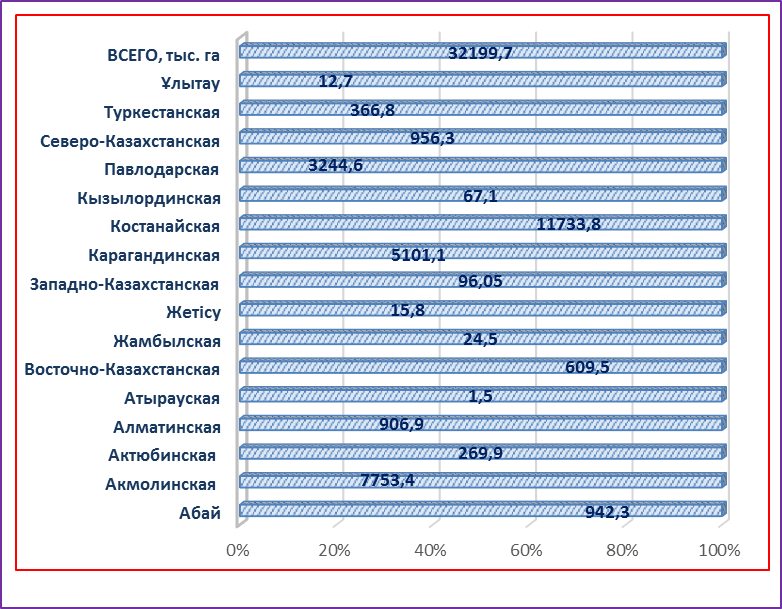 ВСЕГО, тыс. га 32199,7
Ұлытау 12,7
Туркестанская 366,8
Северо-Казахстанская 956,3
Павлодарская 3244,6
Кызылординская 67,1
Костанайская 11733,8
Карагандинская 5101,1
Западно-Казахстанская 96,05
Жетісу 15,8
Жамбылская 24,5
Восточно-Казахстанская 609,5
Атырауская 1,5
Алматинская 906,9
Актюбинская 269,9
Акмолинская 7753,4
Абай 942,3
0% 20% 40% 60% 80% 100%